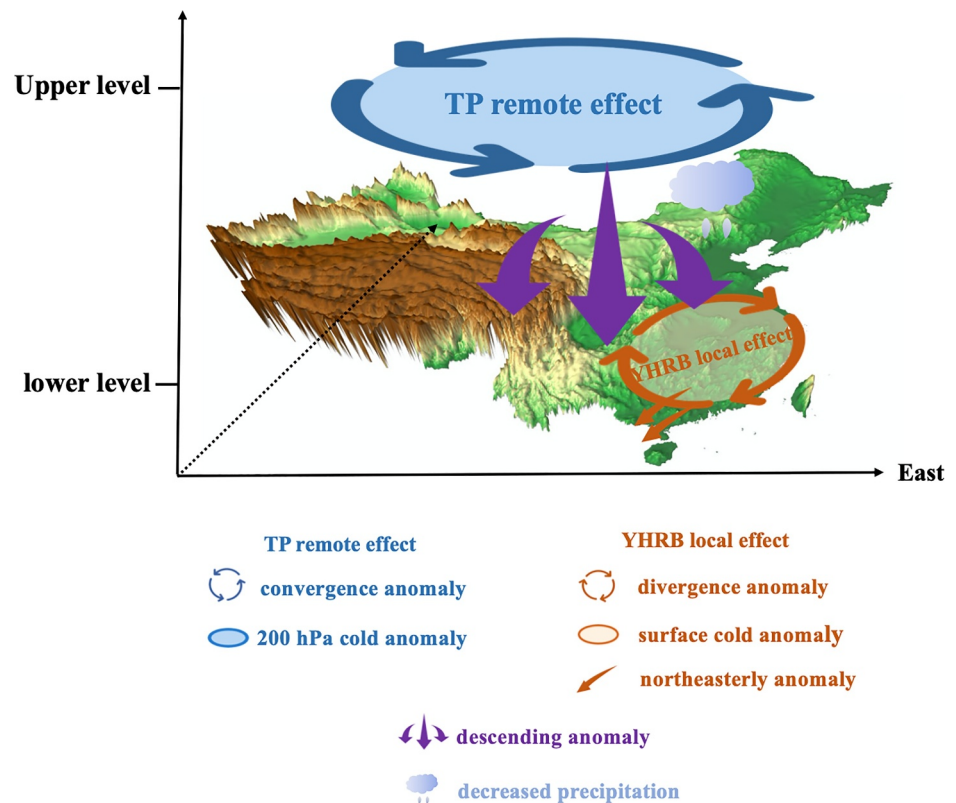 Upper level
TP remote effect
YHRB local effect
lower level
East
TP remote effect
YHRB local effect
convergence anomaly
divergence anomaly
200 hPa cold anomaly
surface cold anomaly
northeasterly anomaly
descending anomaly
decreased precipitation